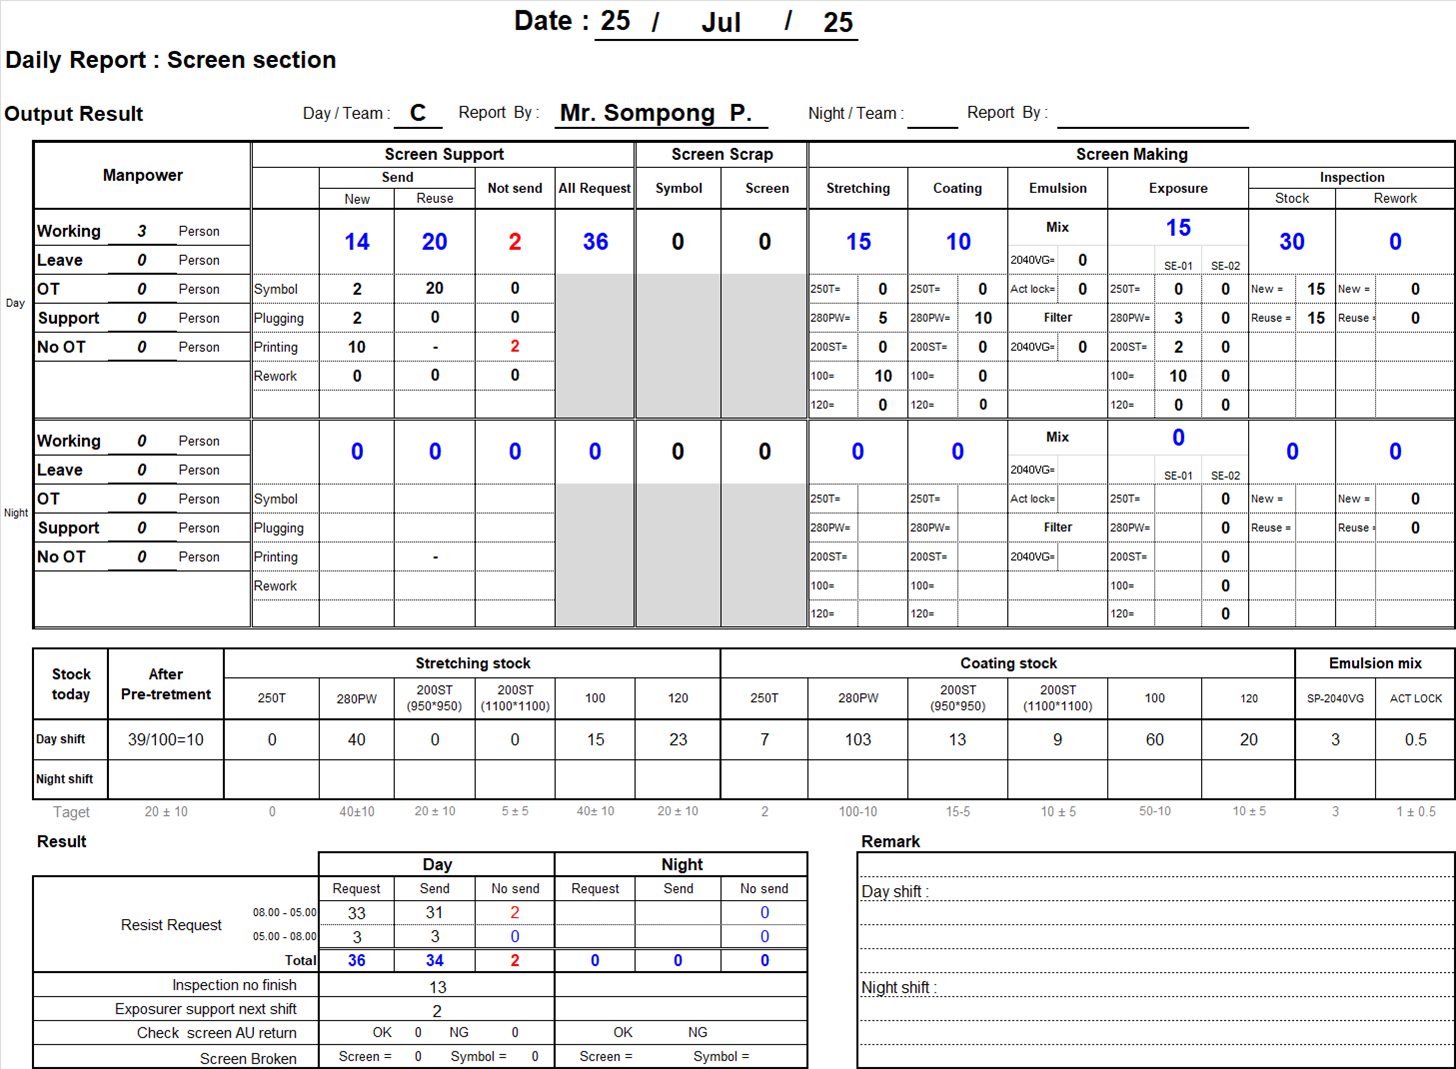 Date : 25 / Jul / 25
Daily Report : Screen section
Output Result Day / Team : C Report By : Mr. Sompong P. Night / Team : Report By :
Manpower Screen Support Screen Scrap Screen Making
Send Not send All Request Symbol Screen Stretching Coating Emulsion Exposure Inspection
New Reuse Stock Rework
Day
Working 3 Person 14 20 2 36 0 0 15 10 Mix 15 30 0
Leave 0 Person 2040VG= 0 SE-01 SE-02
OT 0 Person Symbol 2 20 0 250T= 0 250T= 0 Act lock= 0 250T= 0 0 New = 15 New = 0
Support 0 Person Plugging 2 0 0 280PW= 5 280PW= 10 Filter 280PW= 3 0 Reuse = 15 Reuse = 0
No OT 0 Person Printing 10 - 2 200ST= 0 200ST= 0 2040VG= 0 200ST= 2 0
Rework 0 0 0 100= 10 100= 0 100= 10 0
120= 0 120= 0 120= 0 0
Night
Working 0 Person 0 0 0 0 0 0 0 0 Mix 0 0 0
Leave 0 Person 2040VG= SE-01 SE-02
OT 0 Person Symbol 250T= 250T= Act lock= 250T= 0 New = New = 0
Support 0 Person Plugging 280PW= 280PW= Filter 280PW= 0 Reuse = Reuse = 0
No OT 0 Person Printing - 200ST= 200ST= 2040VG= 200ST= 0
Rework 100= 100= 100= 0
120= 120= 120= 0
Stock today After Pre-tretment Stretching stock Coating stock Emulsion mix
250T 280PW 200ST (950*950) 200ST (1100*1100) 100 120 250T 280PW 200ST (950*950) 200ST (1100*1100) 100 120 SP-2040VG ACT LOCK
Day shift 39/100=10 0 40 0 0 15 23 7 103 13 9 60 20 3 0.5
Night shift
Taget 20 ± 10 0 40±10 20 ± 10 5 ± 5 40± 10 20 ± 10 2 100-10 15-5 10 ± 5 50-10 10 ± 5 3 1 ± 0.5
Result Remark
Day Night
Request Send No send Request Send No send
Resist Request
08.00 - 05.00 33 31 2 0
05.00 - 08.00 3 3 0 0
Total 36 34 2 0 0 0
Inspection no finish 13
Exposurer support next shift 2
Check screen AU return OK 0 NG 0 OK NG
Screen Broken Screen = 0 Symbol = 0 Screen = Symbol =
Day shift :
Night shift :